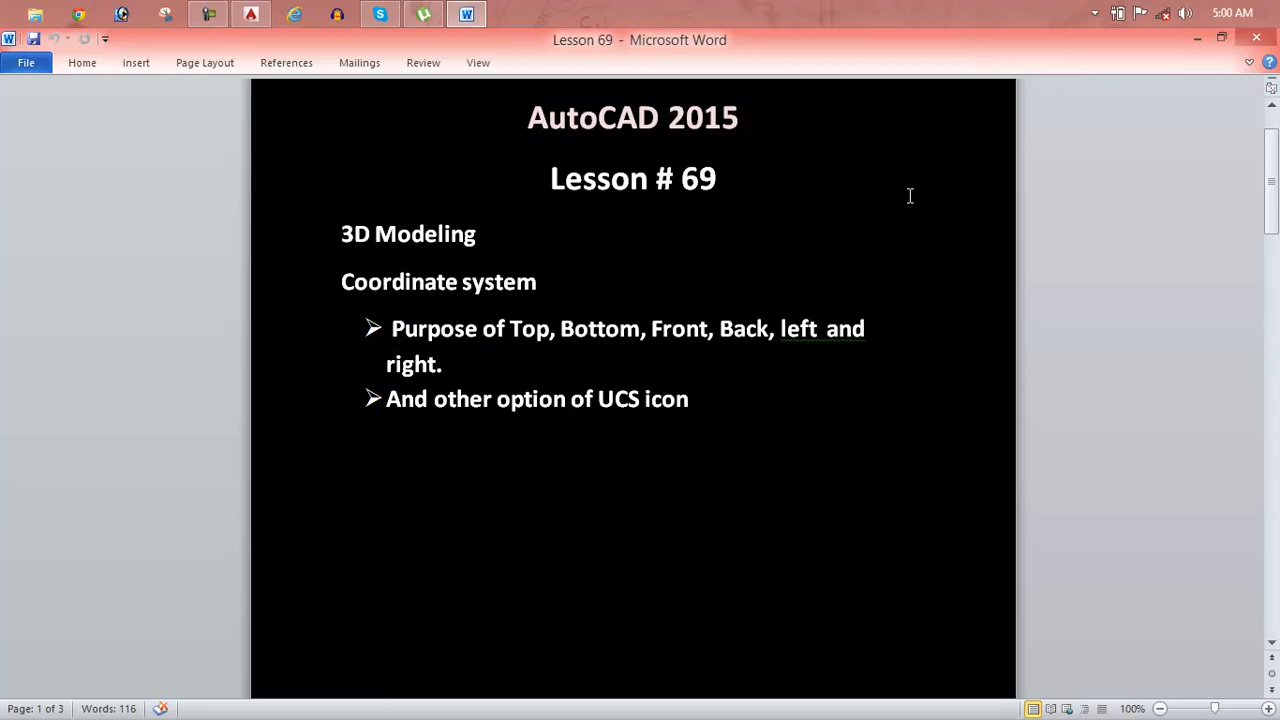 5:00 AM
Lesson 69 - Microsoft Word
File Home Insert Page Layout References Mailings Review View
AutoCAD 2015
Lesson # 69
3D Modeling
Coordinate system
➢ Purpose of Top, Bottom, Front, Back, left and
right.
➢ And other option of UCS icon
Page: 1 of 3 Words: 116 100%